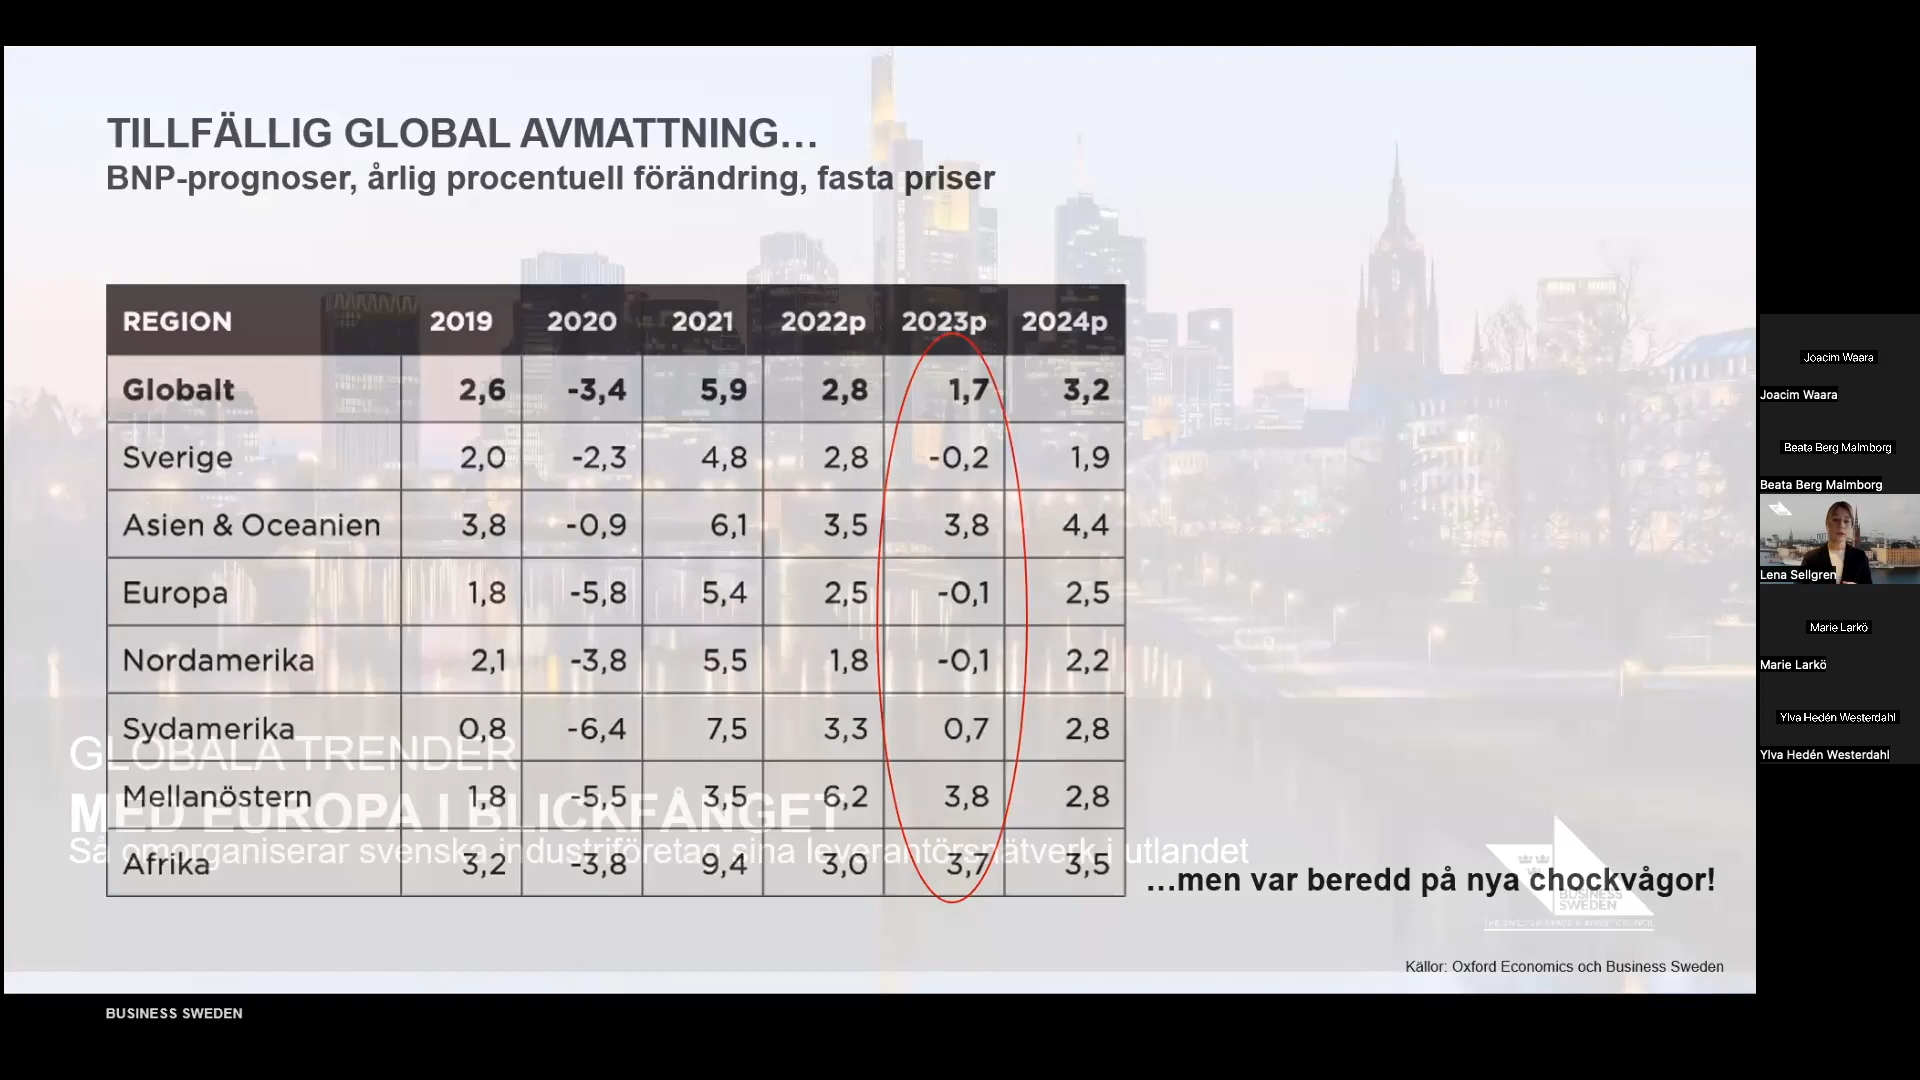 TILLFÄLLIG GLOBAL AVMATTNING…
BNP-prognoser, årlig procentuell förändring, fasta priser
REGION 2019 2020 2021 2022p 2023p 2024p
Globalt 2,6 -3,4 5,9 2,8 1,7 3,2
Sverige 2,0 -2,3 4,8 2,8 -0,2 1,9
Asien & Oceanien 3,8 -0,9 6,1 3,5 3,8 4,4
Europa 1,8 -5,8 5,4 2,5 -0,1 2,5
Nordamerika 2,1 -3,8 5,5 1,8 -0,1 2,2
Sydamerika 0,8 -6,4 7,5 3,3 0,7 2,8
Mellanöstern 1,8 -5,5 3,5 6,2 3,8 2,8
Afrika 3,2 -3,8 9,4 3,0 3,7 3,5
GLOBALA TRENDER
MED EUROPA I BLICKFÅNGET
Så omorganiserar svenska industriföretag sina leverantörsnätverk i utlandet
…men var beredd på nya chockvågor!
BUSINESS
SWEDEN
THE SWEDISH TRADE & INVEST COUNCIL
Källor: Oxford Economics och Business Sweden
BUSINESS SWEDEN
Joacim Waara
Joacim Waara
Beata Berg Malmborg
Beata Berg Malmborg
Lena Sellgren
Marie Larkö
Marie Larkö
Ylva Hedén Westerdahl
Ylva Hedén Westerdahl